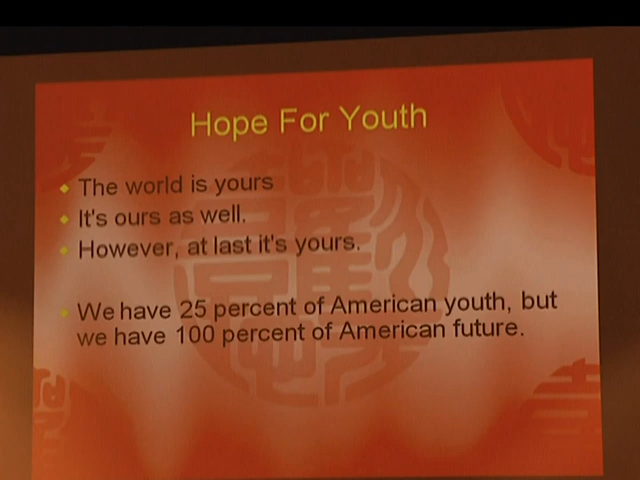 Hope For Youth
The world is yours
It's ours as well.
However, at last it's yours.
We have 25 percent of American youth, but
we have 100 percent of American future.